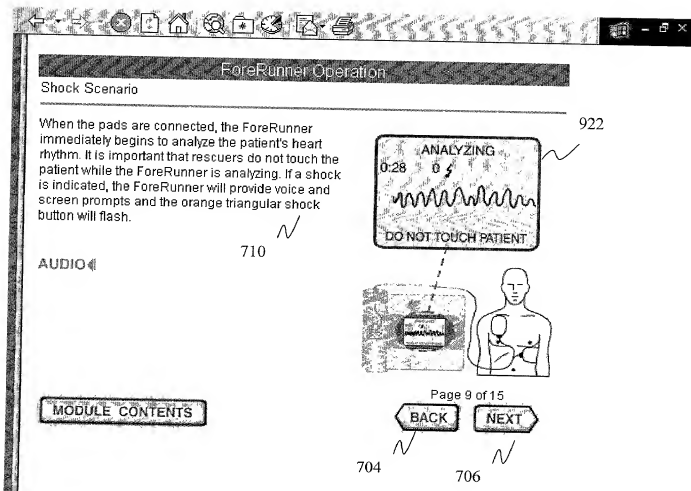 ForeRunner Operation
Shock Scenario
When the pads are connected, the ForeRunner
immediately begins to analyze the patient's heart
rhythm. It is important that rescuers do not touch the
patient while the ForeRunner is analyzing. If a shock
is indicated, the ForeRunner will provide voice and
screen prompts and the orange triangular shock
button will flash.
710
AUDIO
922
ANALYZING
0:28 0
DO NOT TOUCH PATIENT
Page 9 of 15
MODULE CONTENTS
BACK NEXT
704
706